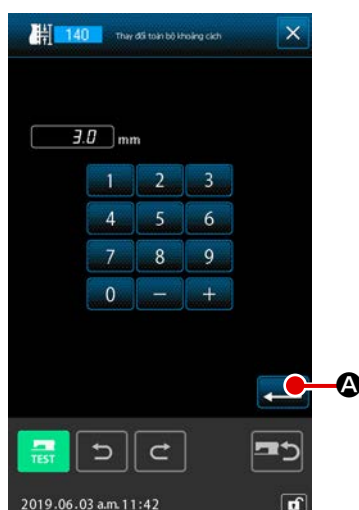 140 Thay đổi toàn bộ khoảng cách
3.0 mm
1 2 3
4 5 6
7 8 9
0 − +
A
TEST
2019.06.03 a.m. 11:42